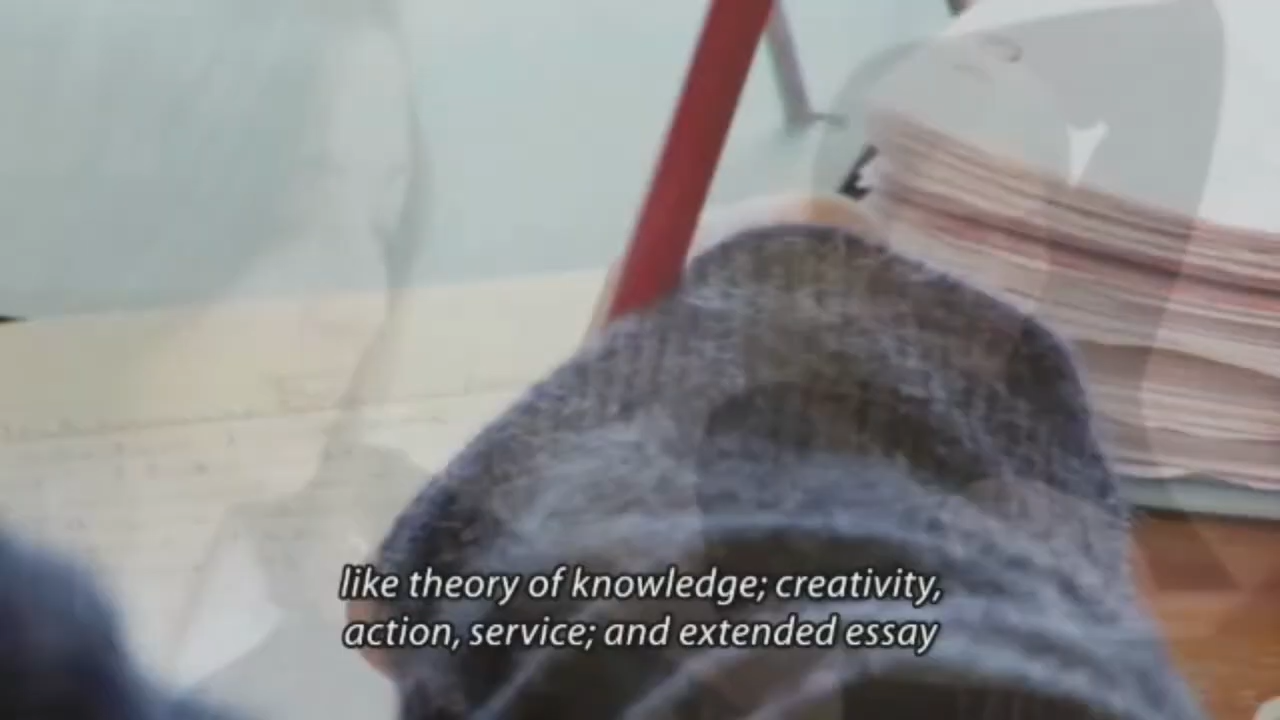 like theory of knowledge; creativity,
action, service; and extended essay